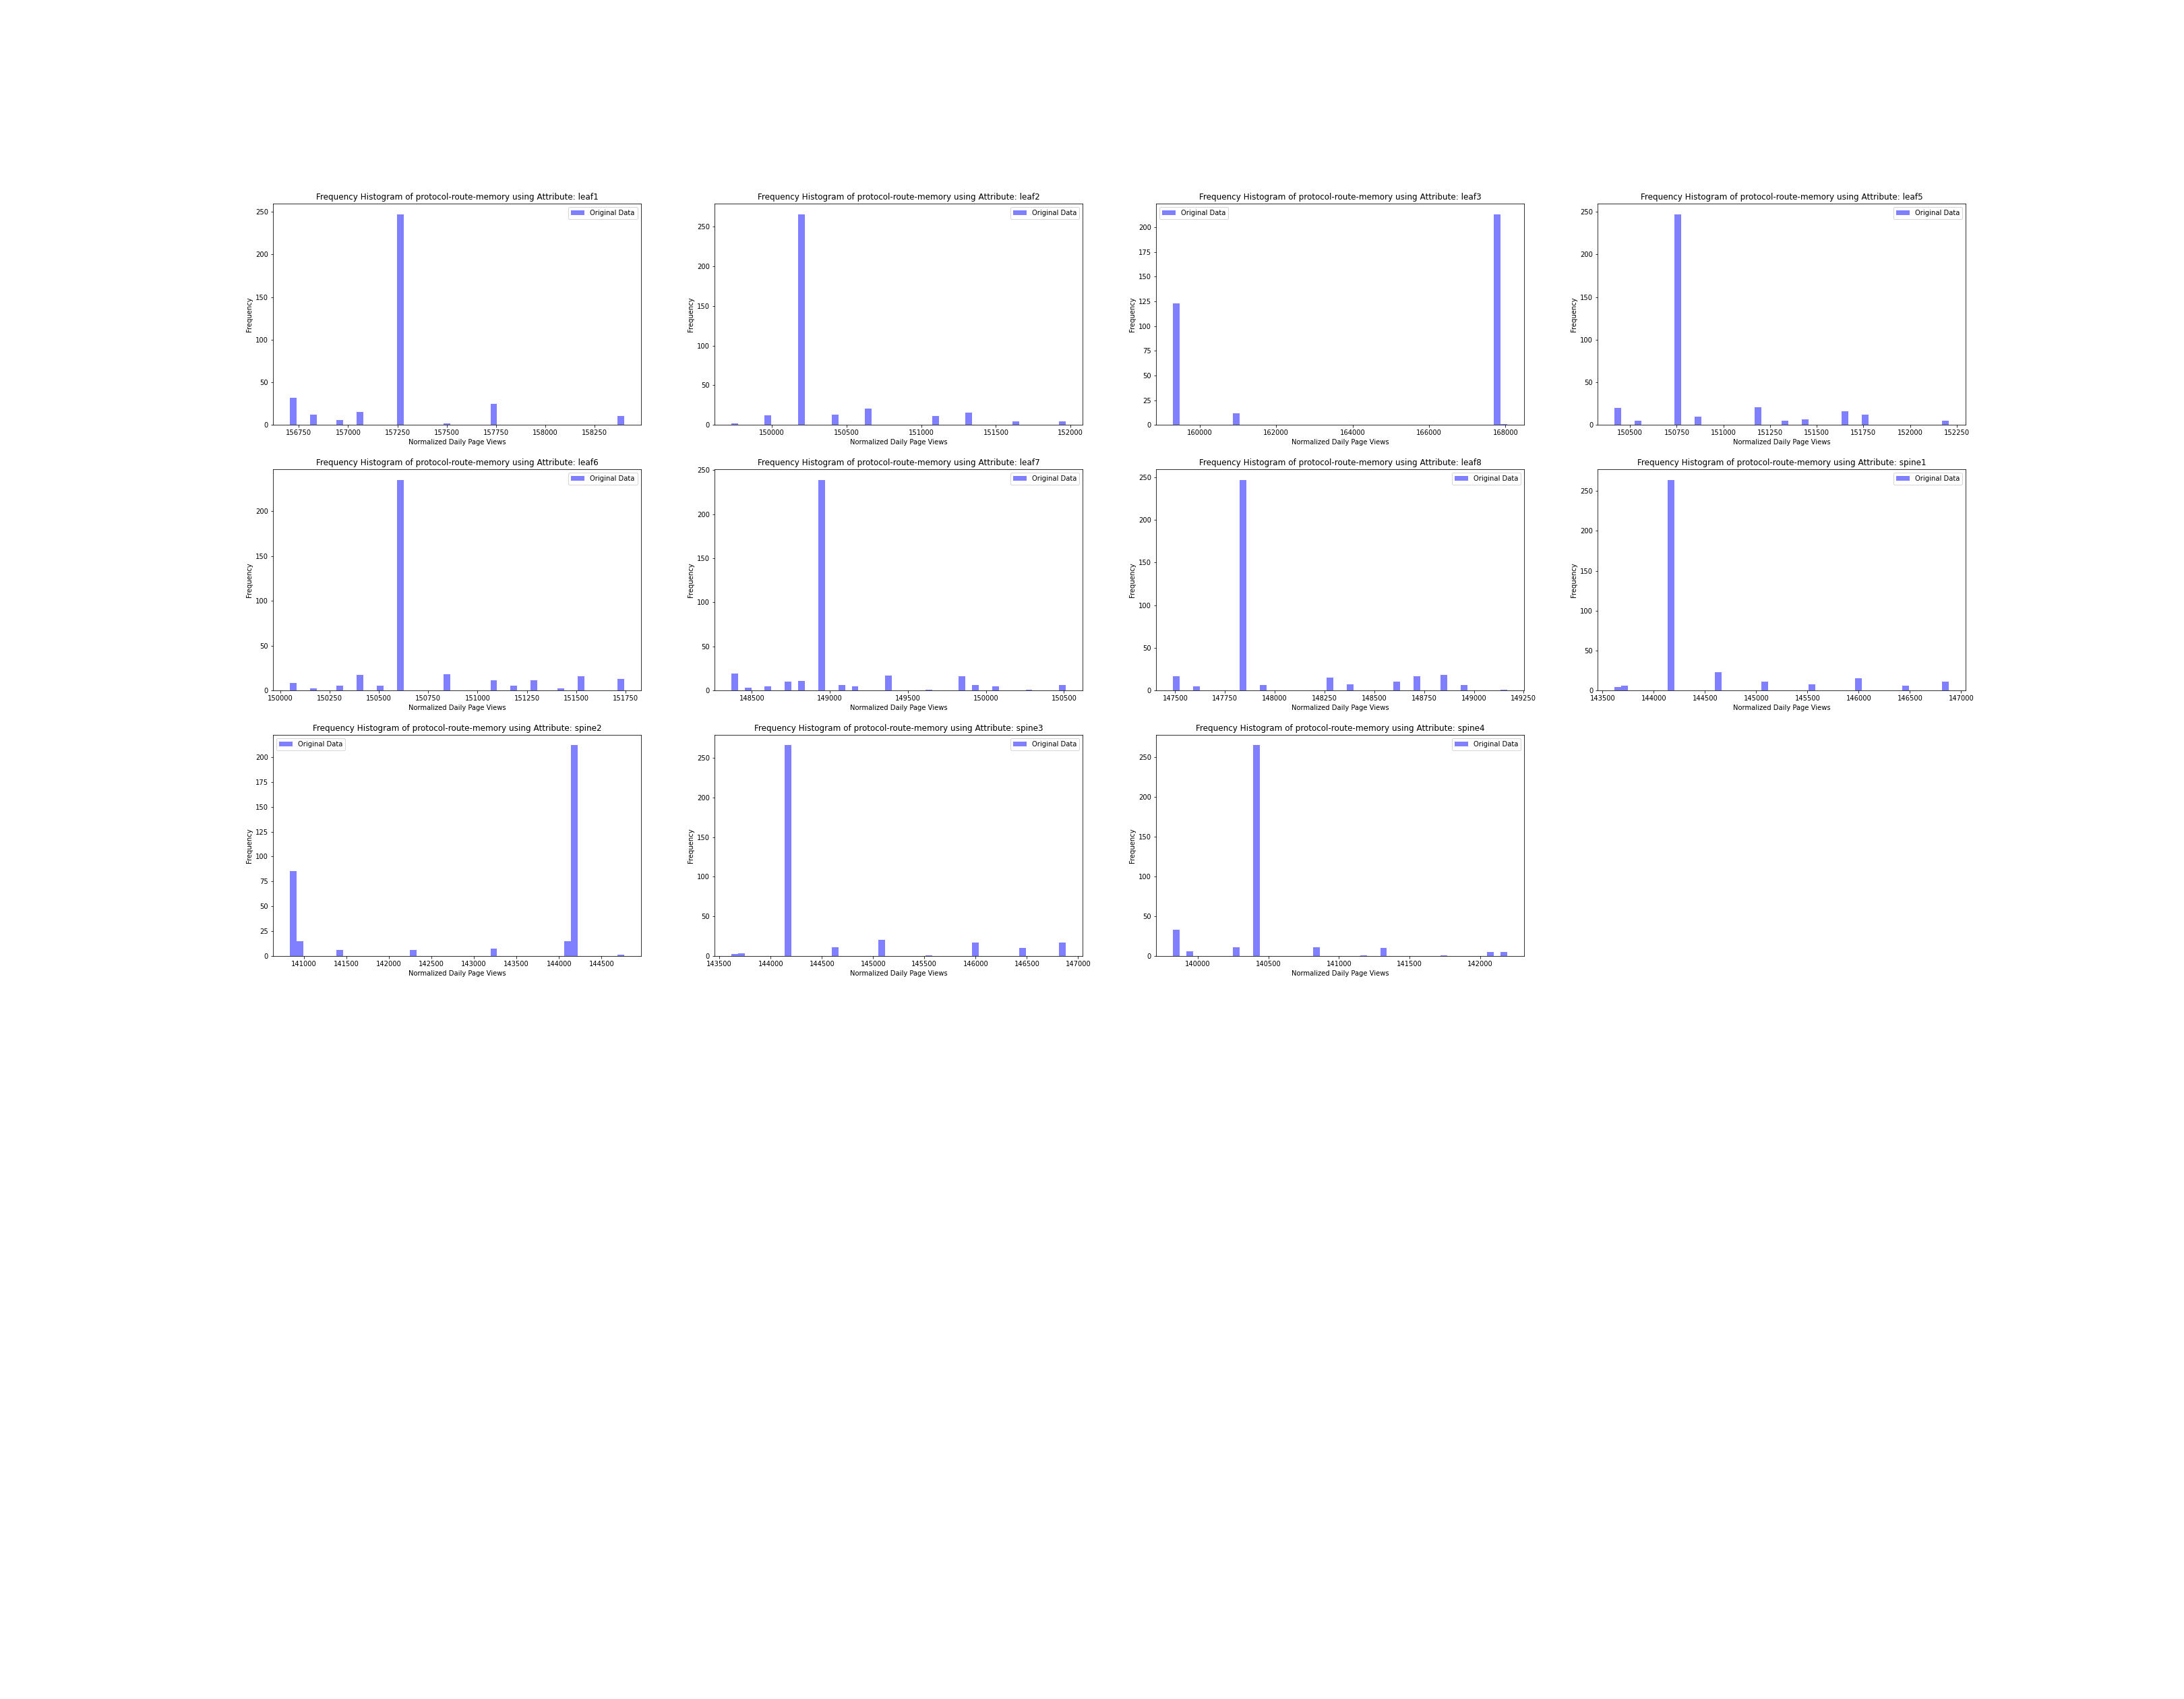 Frequency Histogram of protocol-route-memory using Attribute: leaf1
Original Data
Frequency
250
200
150
100
50
0
156750 157000 157250 157500 157750 158000 158250
Normalized Daily Page Views
Frequency Histogram of protocol-route-memory using Attribute: leaf2
Original Data
Frequency
250
200
150
100
50
0
150000 150500 151000 151500 152000
Normalized Daily Page Views
Frequency Histogram of protocol-route-memory using Attribute: leaf3
Original Data
Frequency
200
175
150
125
100
75
50
25
0
160000 162000 164000 166000 168000
Normalized Daily Page Views
Frequency Histogram of protocol-route-memory using Attribute: leaf5
Original Data
Frequency
250
200
150
100
50
0
150500 150750 151000 151250 151500 151750 152000 152250
Normalized Daily Page Views
Frequency Histogram of protocol-route-memory using Attribute: leaf6
Original Data
Frequency
200
150
100
50
0
150000 150250 150500 150750 151000 151250 151500 151750
Normalized Daily Page Views
Frequency Histogram of protocol-route-memory using Attribute: leaf7
Original Data
Frequency
250
200
150
100
50
0
148500 149000 149500 150000 150500
Normalized Daily Page Views
Frequency Histogram of protocol-route-memory using Attribute: leaf8
Original Data
Frequency
250
200
150
100
50
0
147500 147750 148000 148250 148500 148750 149000 149250
Normalized Daily Page Views
Frequency Histogram of protocol-route-memory using Attribute: spine1
Original Data
Frequency
250
200
150
100
50
0
143500 144000 144500 145000 145500 146000 146500 147000
Normalized Daily Page Views
Frequency Histogram of protocol-route-memory using Attribute: spine2
Original Data
Frequency
200
175
150
125
100
75
50
25
0
141000 141500 142000 142500 143000 143500 144000 144500
Normalized Daily Page Views
Frequency Histogram of protocol-route-memory using Attribute: spine3
Original Data
Frequency
250
200
150
100
50
0
143500 144000 144500 145000 145500 146000 146500 147000
Normalized Daily Page Views
Frequency Histogram of protocol-route-memory using Attribute: spine4
Original Data
Frequency
250
200
150
100
50
0
140000 140500 141000 141500 142000
Normalized Daily Page Views